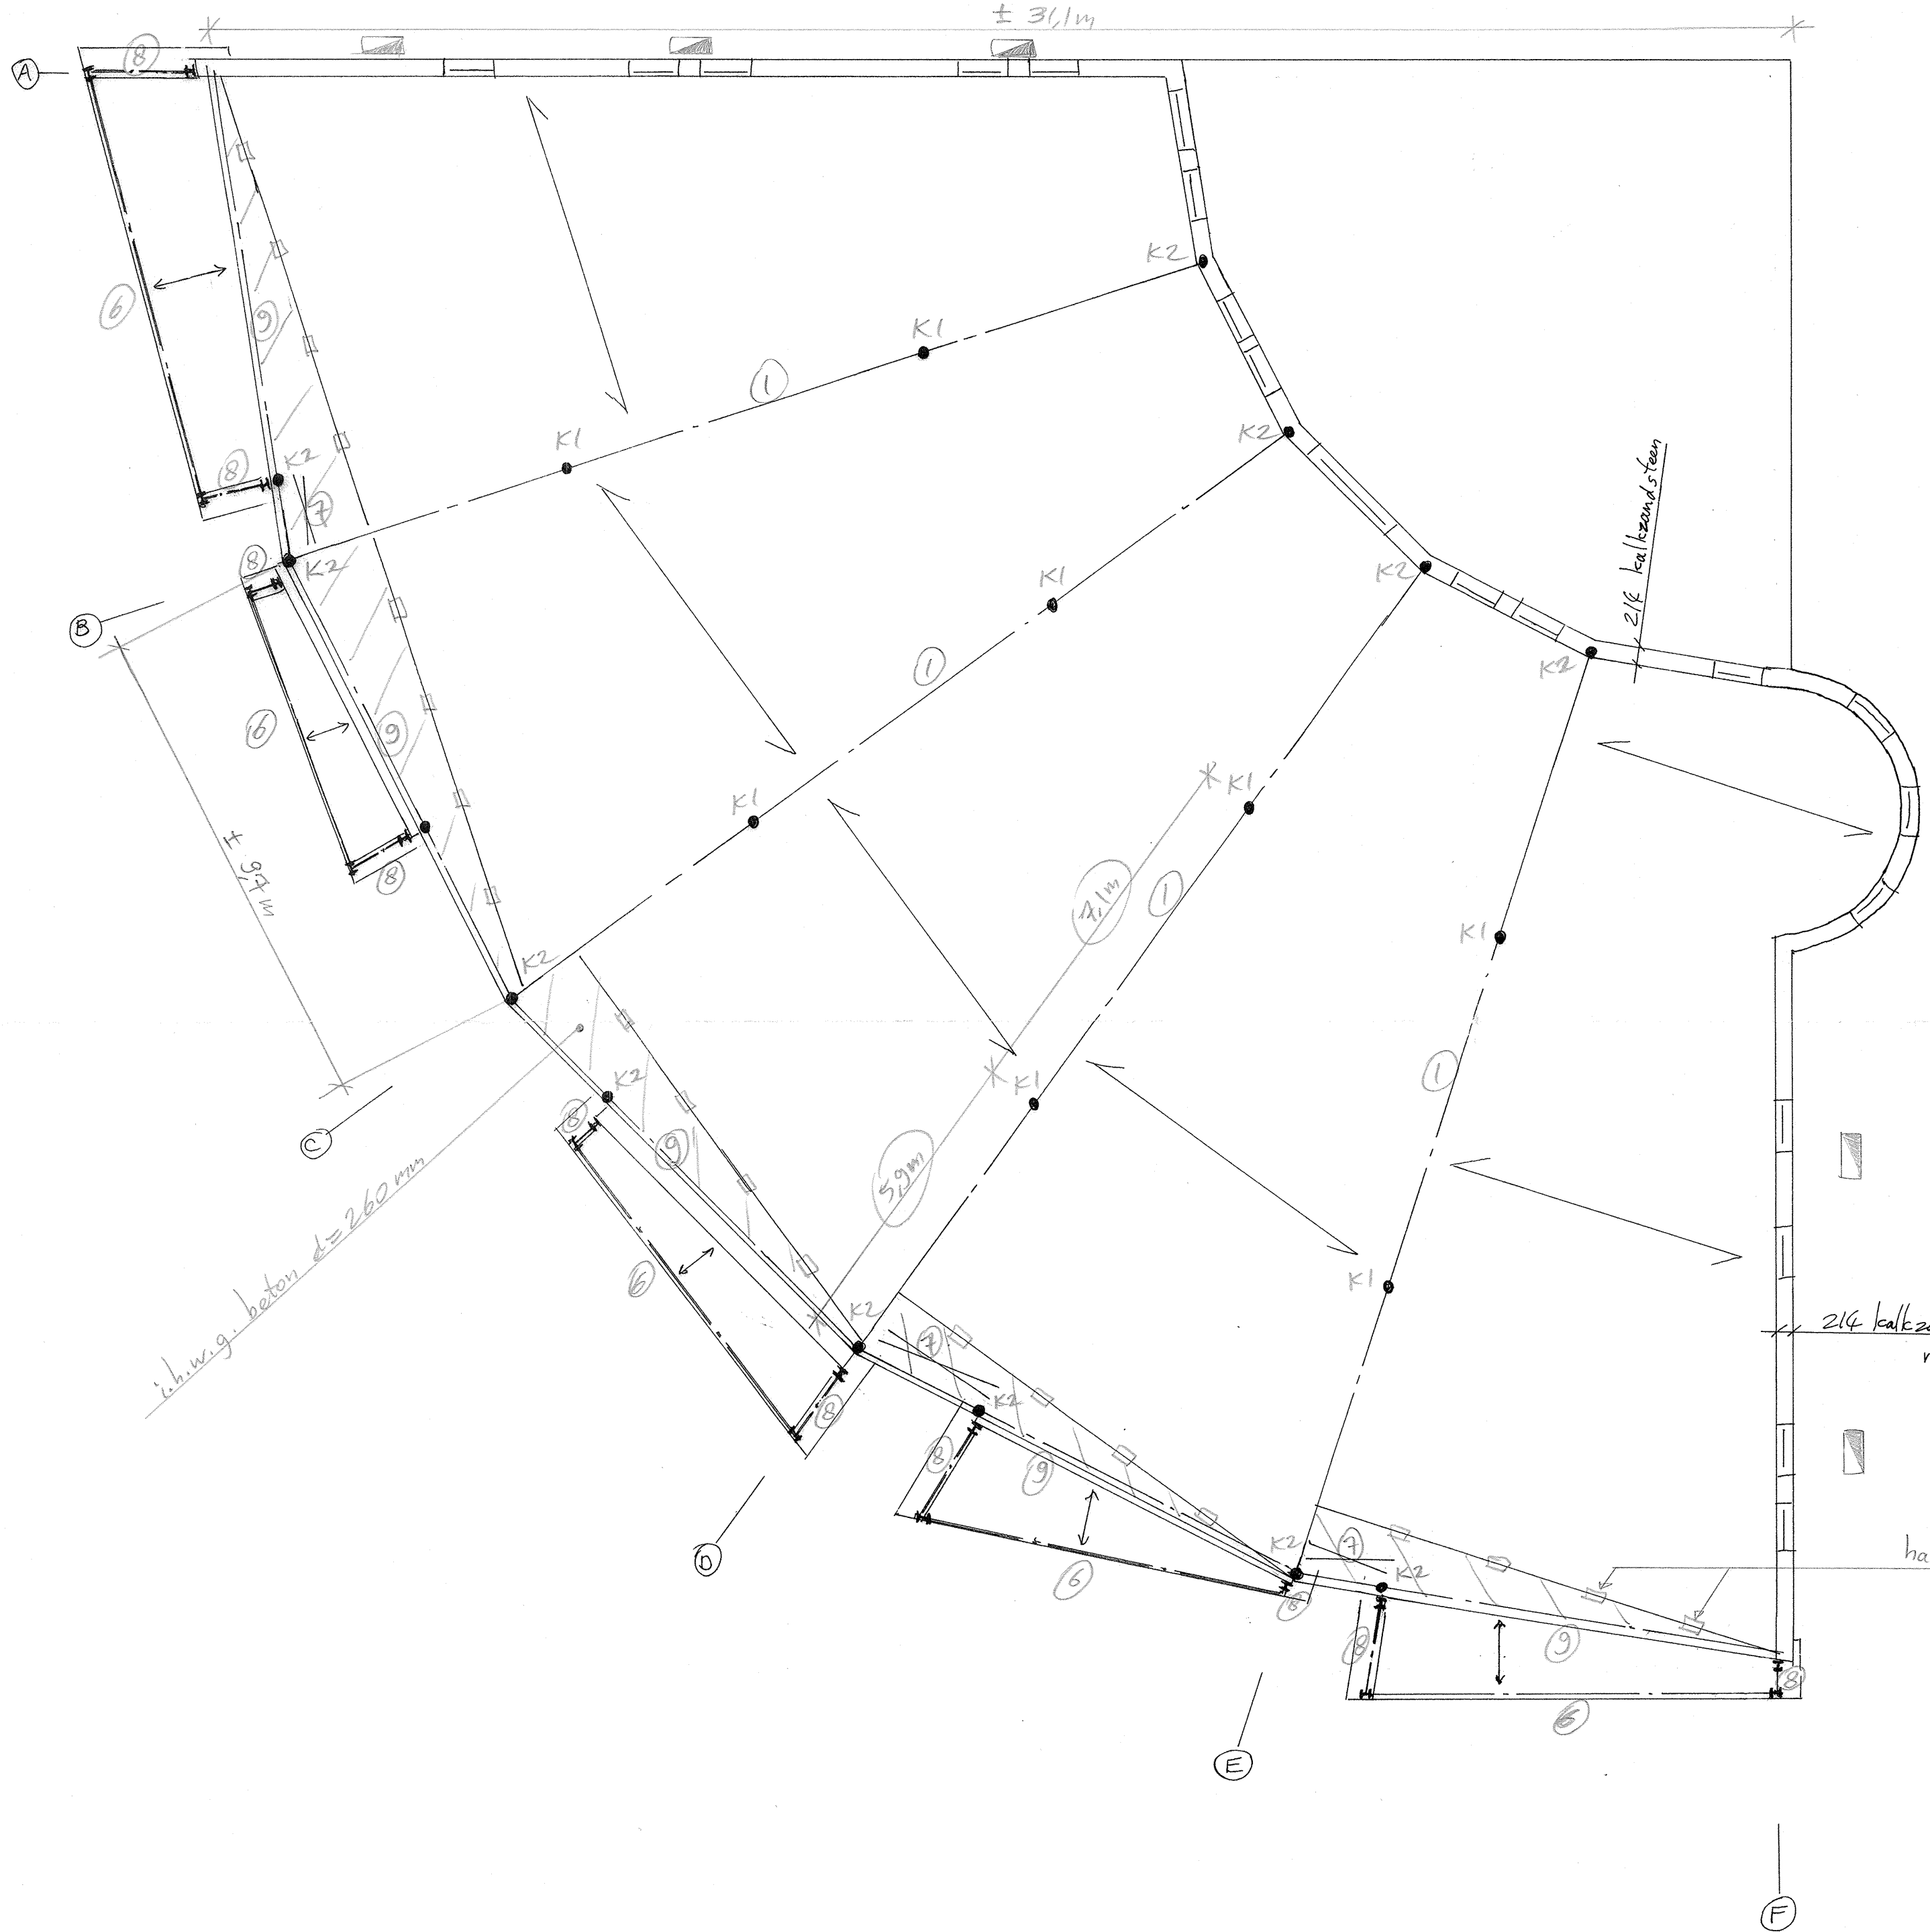 ± 31,1m
A
8
K2
K1
1
K1
6
9
K2
8
K2
7
K2
8
B
K2
214 kalkzandsteen
K2
K1
1
K1
K1
6
9
± 9,7 m
7,1m
1
8
K1
K2
K1
K2
1
C
8
9
5,9m
i.h.w.g. beton d=260 mm
6
K1
K2
7
214 kalkz
8
K2
8
9
D
K2
7
K2
ha
6
8
8
9
8
6
E
F